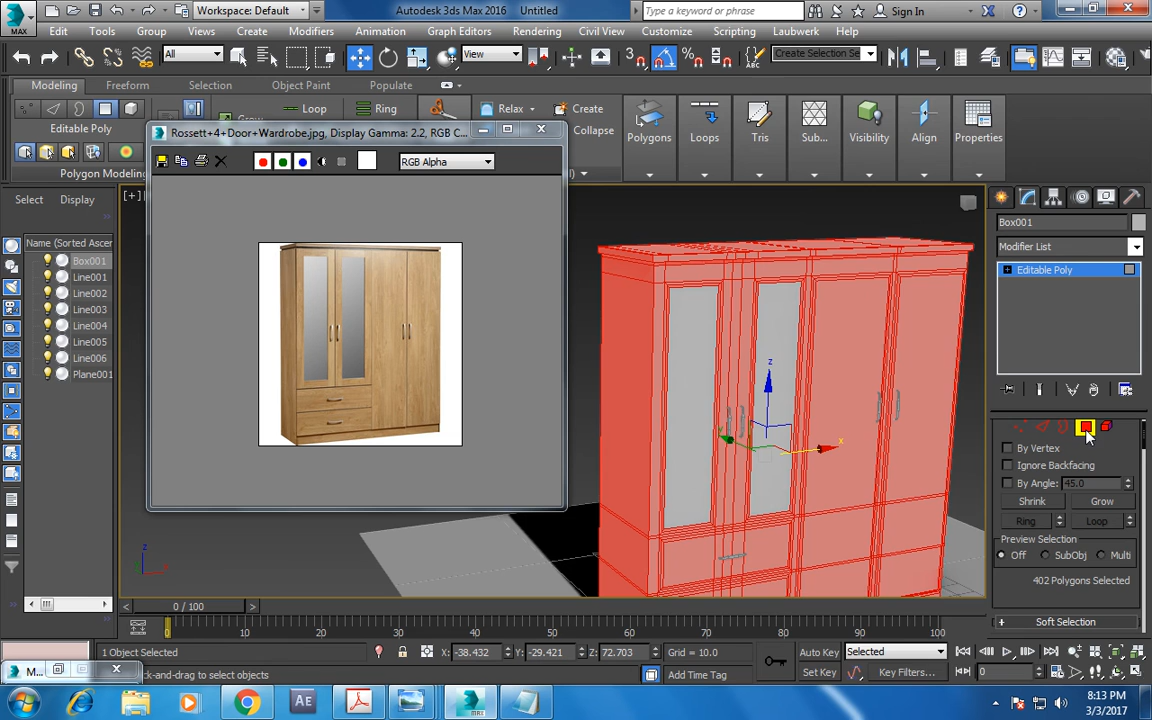 MAX
Workspace: Default
Autodesk 3ds Max 2016 Untitled
Type a keyword or phrase
Sign In
Edit Tools Group Views Create Modifiers Animation Graph Editors Rendering Civil View Customize Scripting Laubwerk Help
All
View
Create Selection Se
Modeling Freeform Selection Object Paint Populate
Loop Ring Relax Create
Editable Poly
Collapse
Polygons Loops Tris Sub... Visibility Align Properties
Polygon Modeling
Rossett+4+Door+Wardrobe.jpg, Display Gamma: 2.2, RGB C...
RGB Alpha
[+]
Select Display
Name (Sorted Ascer
Box001
Line001
Line002
Line003
Line004
Line005
Line006
Plane001
z
x
y
z
x
Box001
Modifier List
Editable Poly
By Vertex
Ignore Backfacing
By Angle: 45.0
Shrink Grow
Ring Loop
Preview Selection
Off SubObj Multi
402 Polygons Selected
+ Soft Selection
< 0 / 100 >
0 10 20 30 40 50 60 70 80 90 100
1 Object Selected
X: -38.432 Y: -29.421 Z: 72.703 Grid = 10.0
Auto Key Selected
M...
ck-and-drag to select objects
Add Time Tag
Set Key Key Filters...
0
Ae
MAX
8:13 PM
3/3/2017